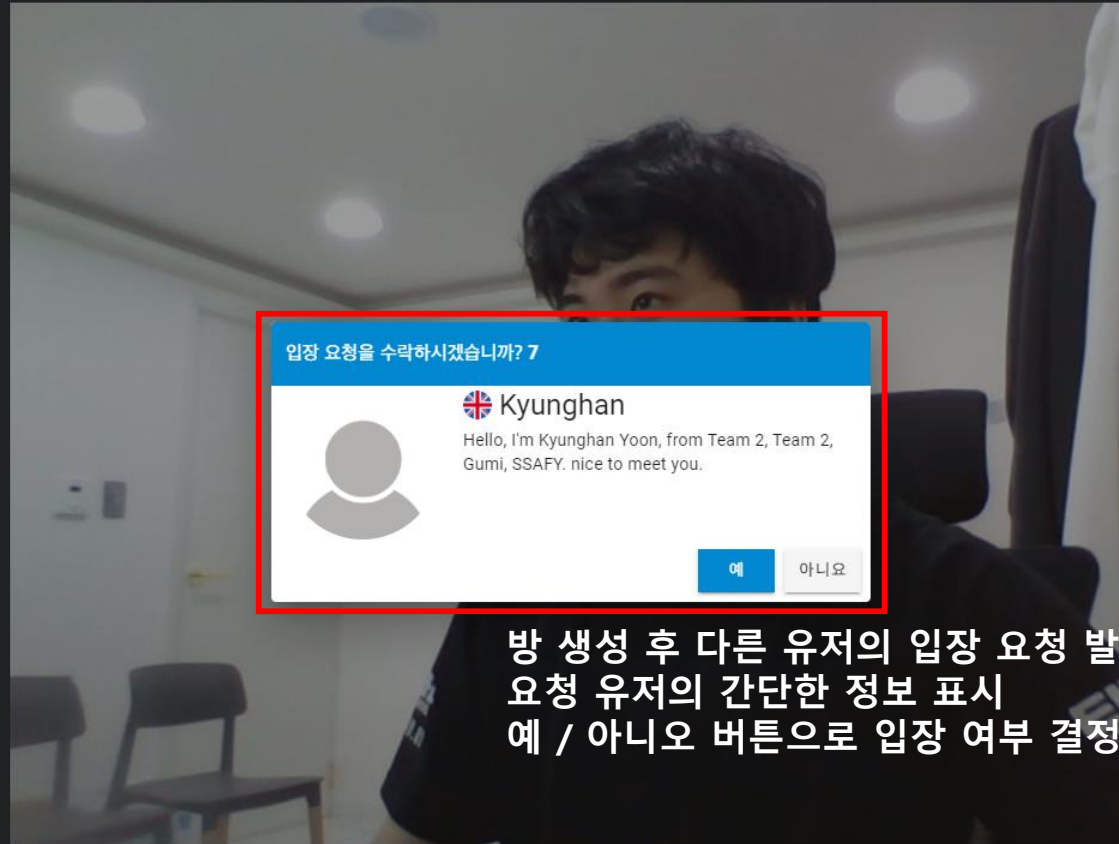 입장 요청을 수락하시겠습니까? 7
Kyunghan
Hello, I'm Kyunghan Yoon, from Team 2, Team 2,
Gumi, SSAFY. nice to meet you.
예
아니요
방 생성 후 다른 유저의 입장 요청 발
요청 유저의 간단한 정보 표시
예 / 아니오 버튼으로 입장 여부 결정